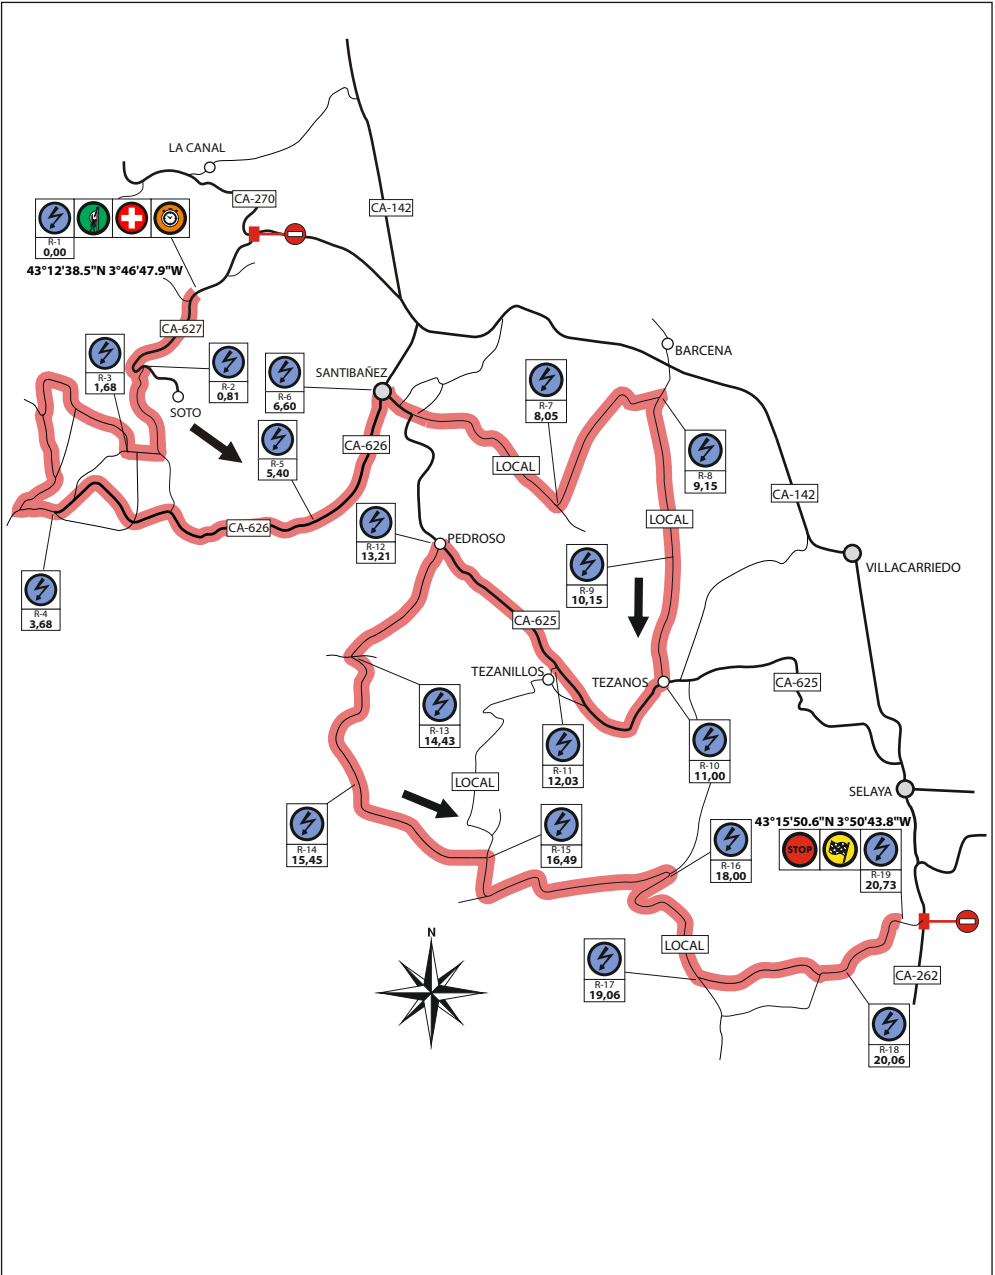 LA CANAL
CA-270
CA-142
R-1
0,00
43°12'38.5"N 3°46'47.9"W
CA-627
BARCENA
R-3
1,68
R-2
0,81
SANTIBAÑEZ
R-6
6,60
R-7
8,05
SOTO
CA-626
R-5
5,40
LOCAL
R-8
9,15
CA-142
LOCAL
CA-626
R-12
13,21
PEDROSO
VILLACARRIEDO
R-4
3,68
R-9
10,15
CA-625
TEZANILLOS
TEZANOS
CA-625
R-13
14,43
R-11
12,03
R-10
11,00
LOCAL
SELAYA
R-14
15,45
R-15
16,49
43°15'50.6"N 3°50'43.8"W
STOP
R-16
18,00
R-19
20,73
N
LOCAL
R-17
19,06
CA-262
R-18
20,06